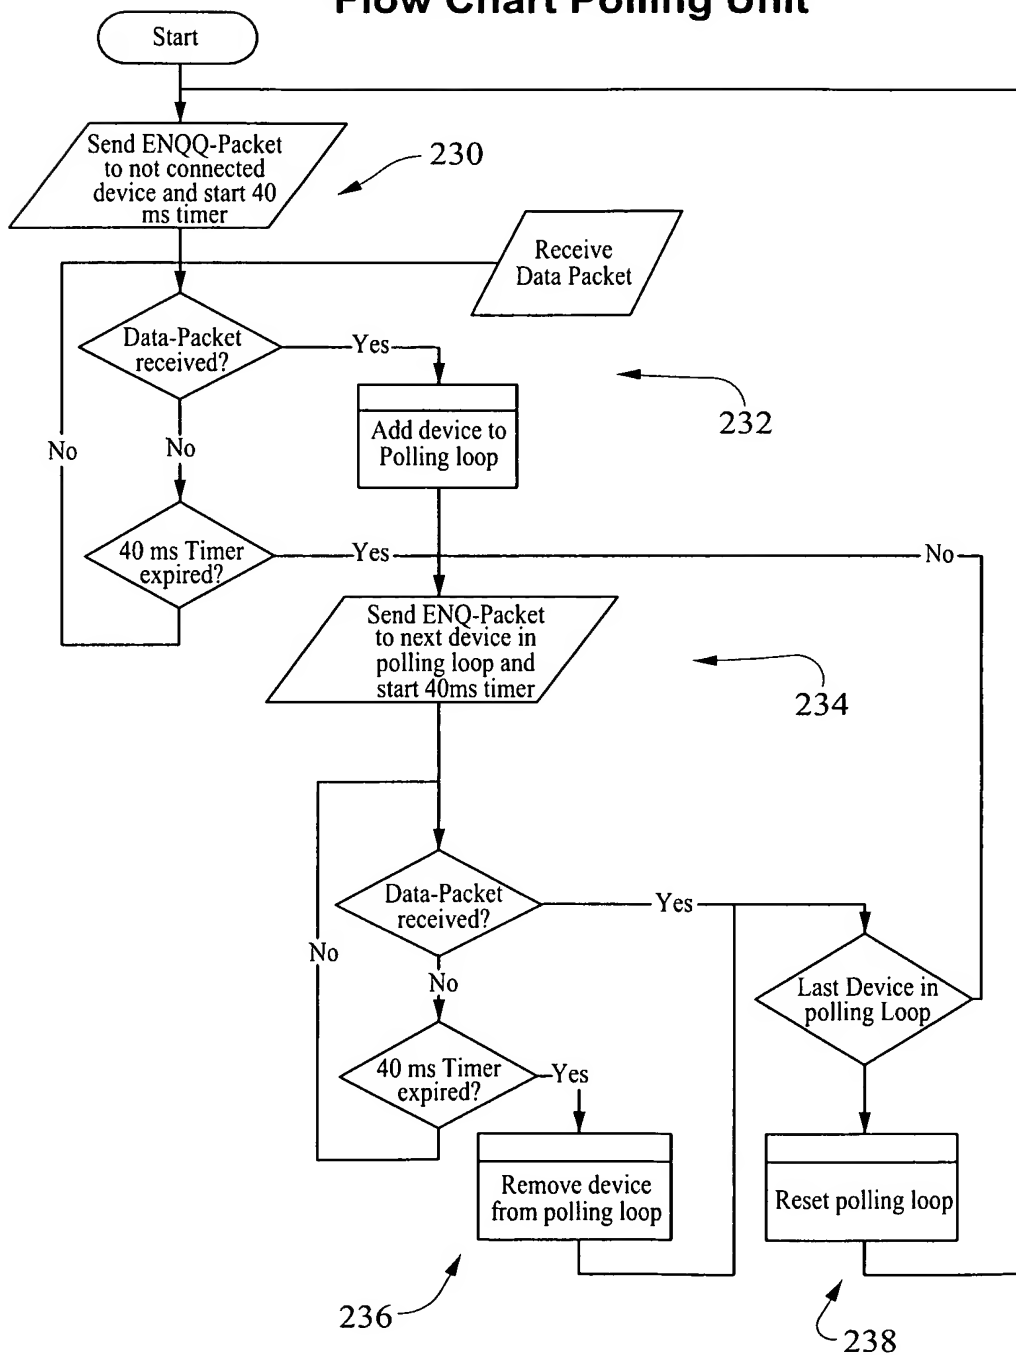 Flow Chart Polling Unit
Start
Send ENQQ-Packet
to not connected
device and start 40
ms timer
230
Receive
Data Packet
Data-Packet
received?
Yes
232
Add device to
Polling loop
No
No
40 ms Timer
expired?
Yes
No
Send ENQ-Packet
to next device in
polling loop and
start 40ms timer
234
Data-Packet
received?
Yes
No
No
Last Device in
polling Loop
40 ms Timer
expired?
Yes
Remove device
from polling loop
Reset polling loop
236
238